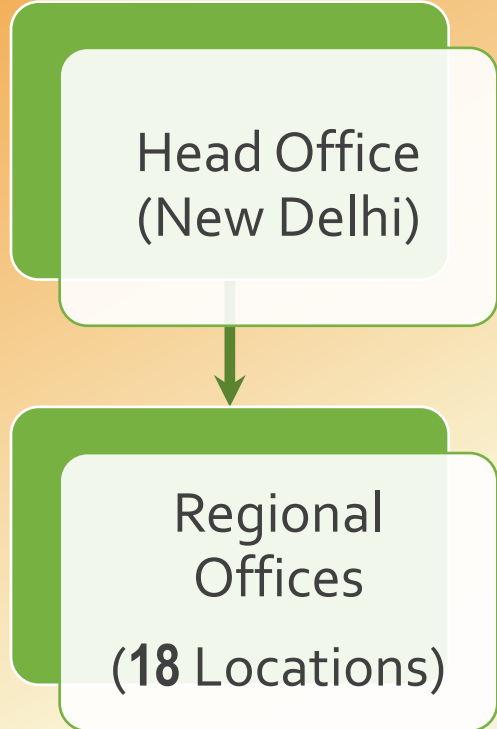 Head Office
(New Delhi)
Regional
Offices
(18 Locations)